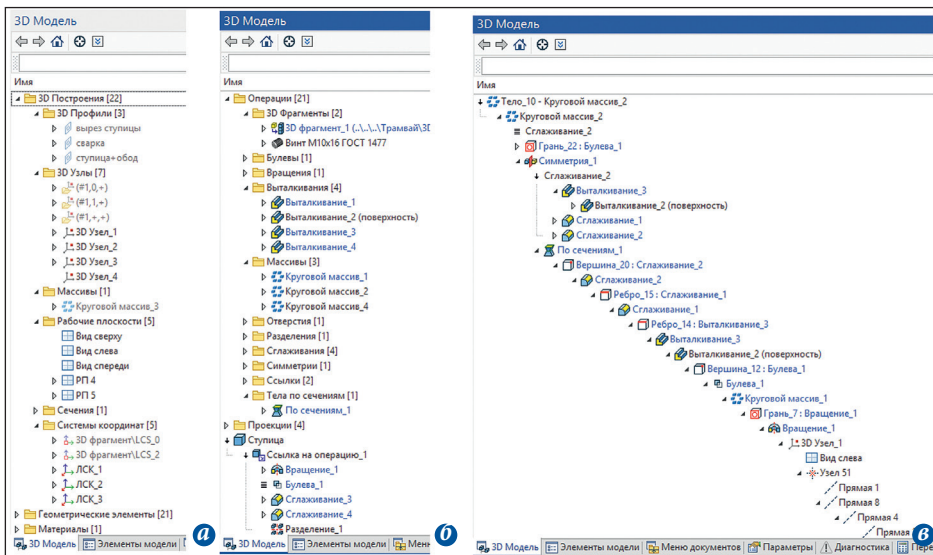 3D Модель
Имя
3D Построения [22]
3D Профили [3]
вырез ступицы
сварка
ступица+обод
3D Узлы [7]
(#1,0,+)
(#1,1,+)
(#1,+,+)
3D Узел_1
3D Узел_2
3D Узел_3
3D Узел_4
Массивы [1]
Круговой массив_3
Рабочие плоскости [5]
Вид сверху
Вид слева
Вид спереди
РП 4
РП 5
Сечения [1]
Системы координат [5]
3D фрагмент\LCS_0
3D фрагмент\LCS_2
ЛСК_1
ЛСК_2
ЛСК_3
Геометрические элементы [21]
Материалы [1]
3D Модель Элементы модели
а
3D Модель
Имя
Операции [21]
3D Фрагменты [2]
3D фрагмент_1 (..\..\..\Трамвай\3D
Винт М10x16 ГОСТ 1477
Булевы [1]
Вращения [1]
Выталкивания [4]
Выталкивание_1
Выталкивание_2 (поверхность)
Выталкивание_3
Выталкивание_4
Массивы [3]
Круговой массив_1
Круговой массив_2
Круговой массив_4
Отверстия [1]
Разделения [1]
Сглаживания [4]
Симметрии [1]
Ссылки [2]
Тела по сечениям [1]
По сечениям_1
Проекции [4]
Ступица
Ссылка на операцию_1
Вращение_1
Булева_1
Сглаживание_3
Сглаживание_4
Разделение_1
3D Модель Элементы модели Меню
б
3D Модель
Имя
Тело_10 - Круговой массив_2
Круговой массив_2
Сглаживание_2
Грань_22 : Булева_1
Симметрия_1
Сглаживание_2
Выталкивание_3
Выталкивание_2 (поверхность)
Сглаживание_1
Сглаживание_2
По сечениям_1
Вершина_20 : Сглаживание_2
Сглаживание_2
Ребро_15 : Сглаживание_1
Сглаживание_1
Ребро_14 : Выталкивание_3
Выталкивание_3
Выталкивание_2 (поверхность)
Вершина_12 : Булева_1
Булева_1
Круговой массив_1
Грань_7 : Вращение_1
Вращение_1
3D Узел_1
Вид слева
Узел 51
Прямая 1
Прямая 8
Прямая 4
Прямая
3D Модель Элементы модели Меню документов Параметры Диагностика Пере
в